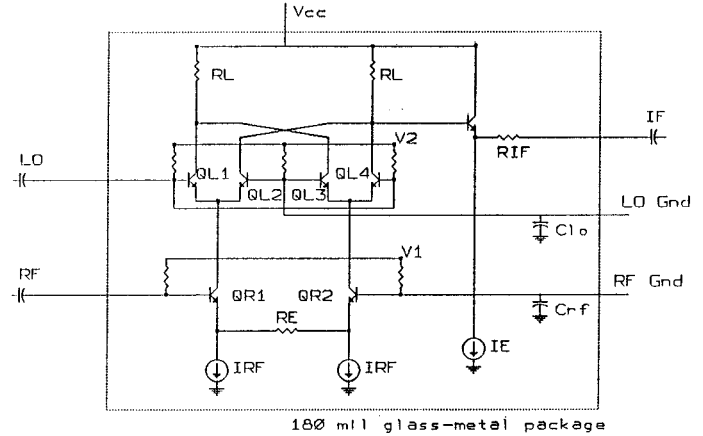 Vcc
RL
RL
IF
RIF
V2
LO
QL1
QL2
QL3
QL4
LO Gnd
Clo
V1
RF
QR1
QR2
RF Gnd
Crf
RE
IRF
IRF
IE
180 mil glass-metal package